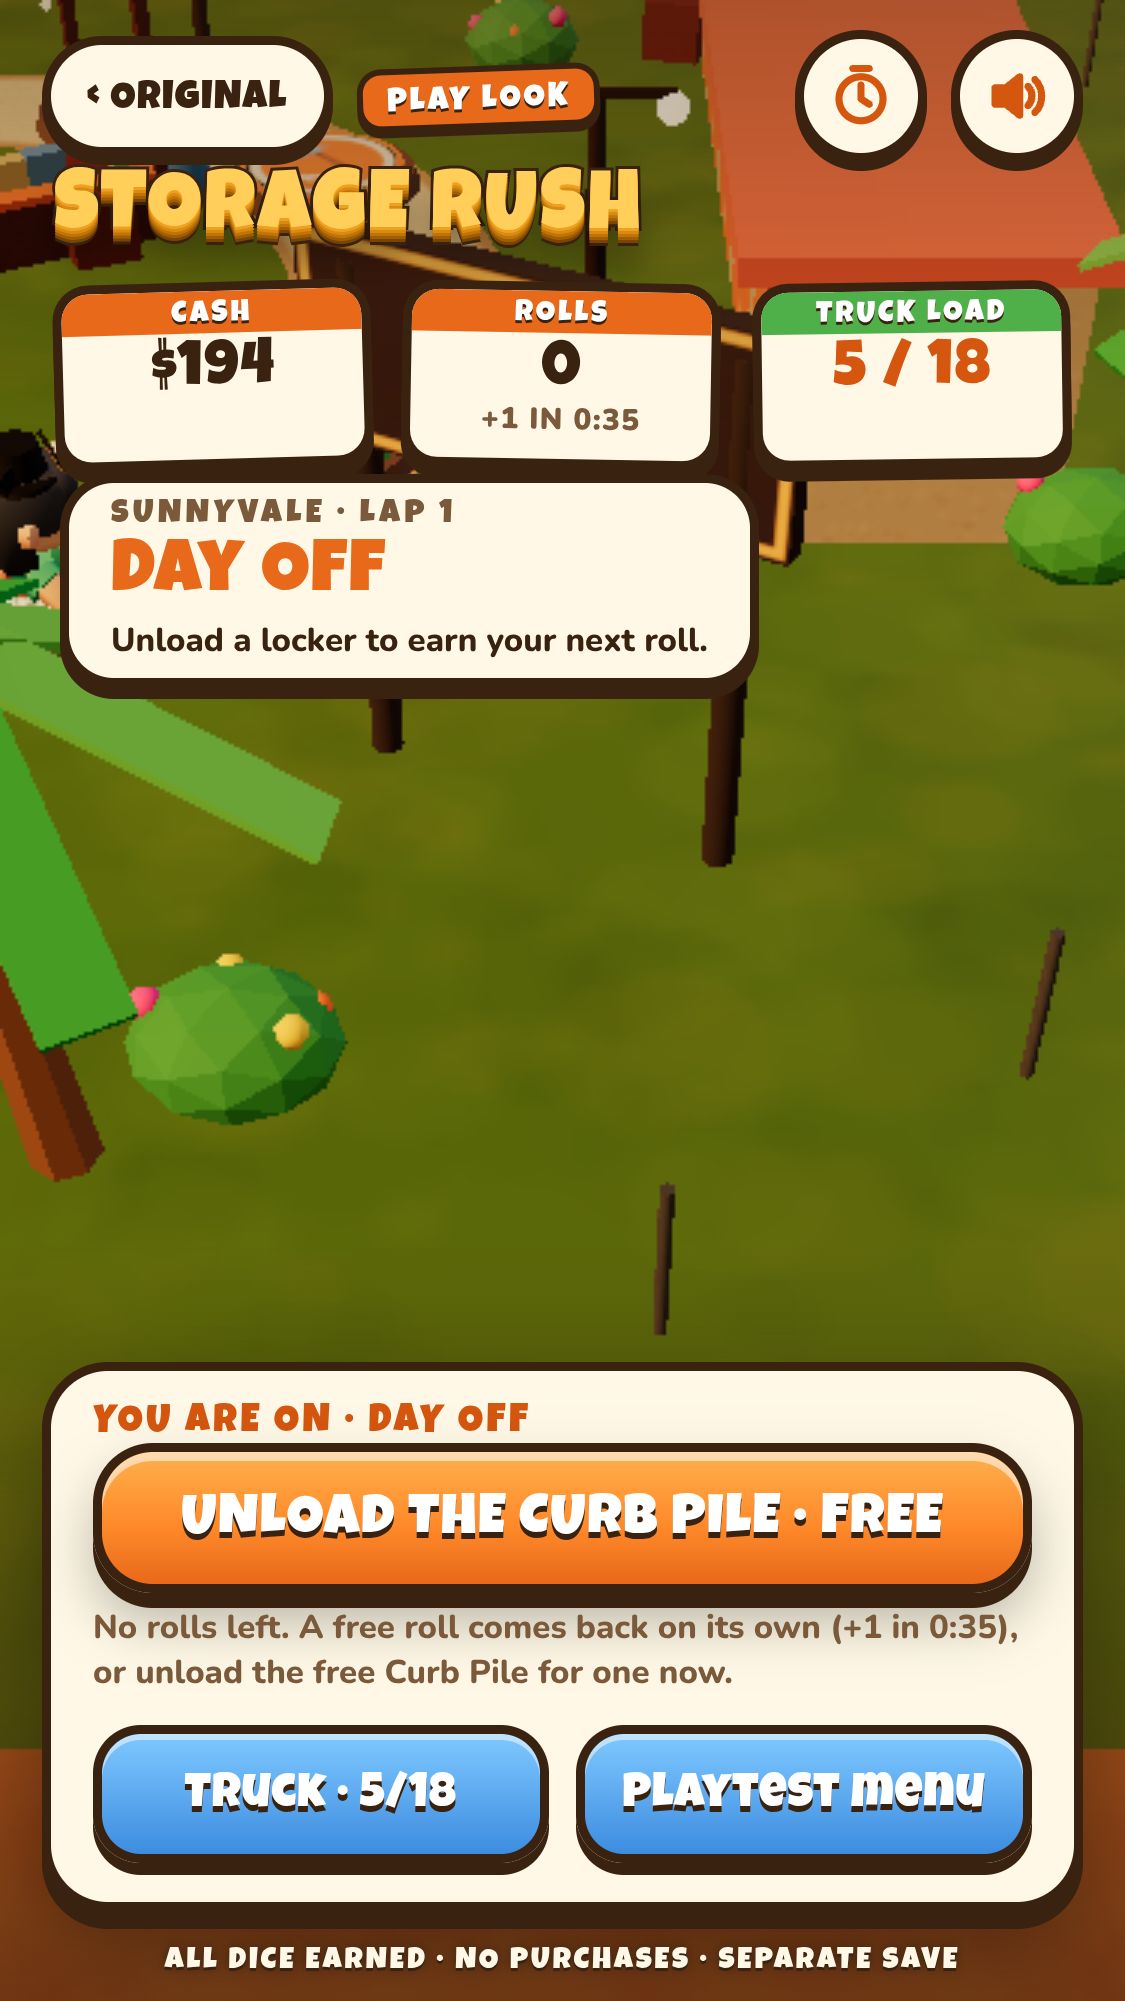 ‹ ORIGINAL
PLAY LOOK
STORAGE RUSH
CASH
$194
ROLLS
0
+1 IN 0:35
TRUCK LOAD
5 / 18
SUNNYVALE · LAP 1
DAY OFF
Unload a locker to earn your next roll.
YOU ARE ON · DAY OFF
UNLOAD THE CURB PILE · FREE
No rolls left. A free roll comes back on its own (+1 in 0:35),
or unload the free Curb Pile for one now.
TRUCK · 5/18
PLAYTEST MENU
ALL DICE EARNED · NO PURCHASES · SEPARATE SAVE